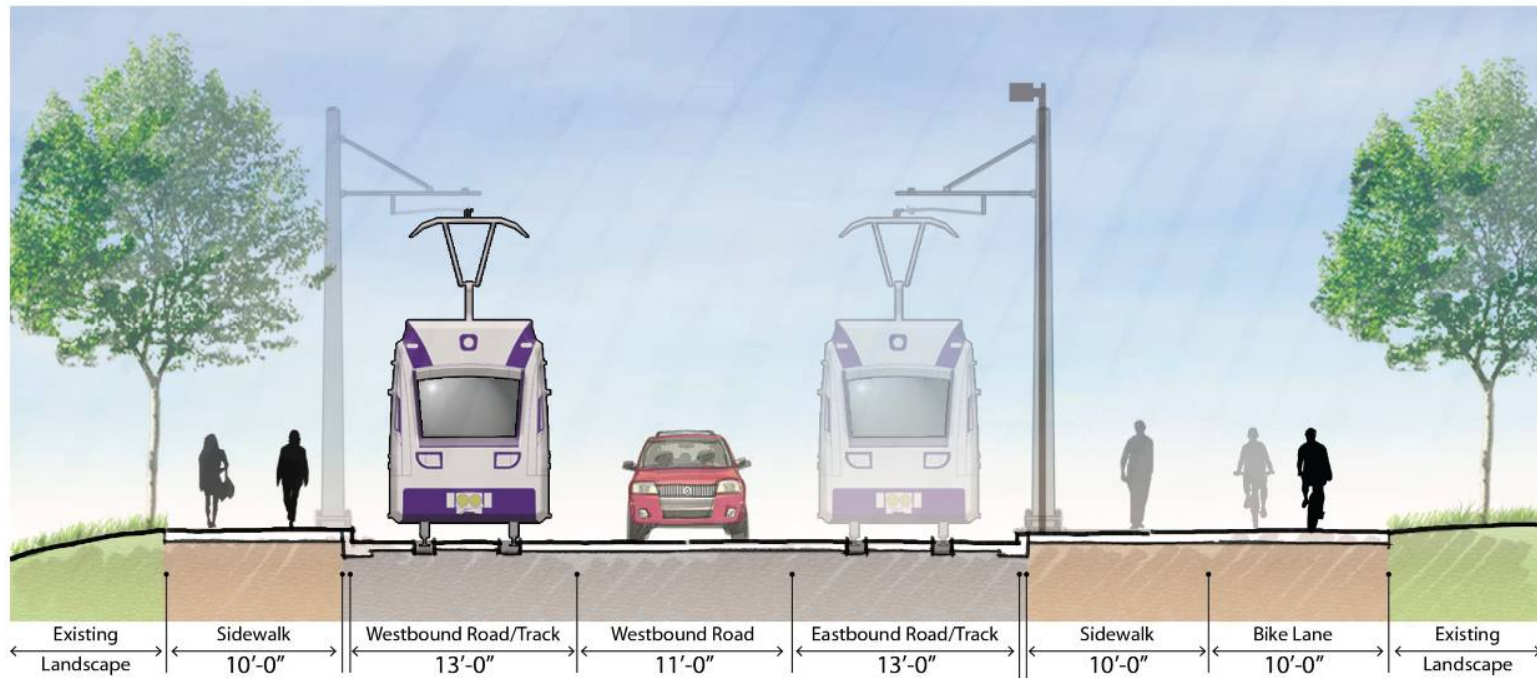 Existing
Landscape
Sidewalk
10’-0”
Westbound Road/Track
13’-0”
Westbound Road
11’-0”
Eastbound Road/Track
13’-0”
Sidewalk
10’-0”
Bike Lane
10’-0”
Existing
Landscape